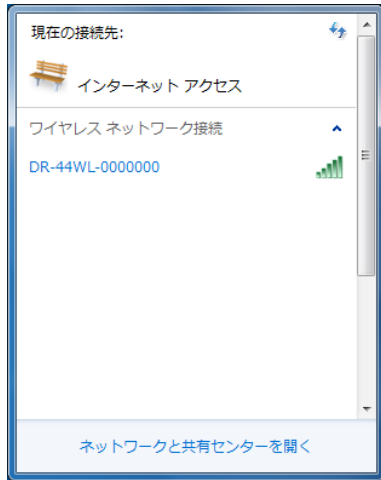 現在の接続先:
インターネット アクセス
ワイヤレス ネットワーク接続
DR-44WL-0000000
ネットワークと共有センターを開く